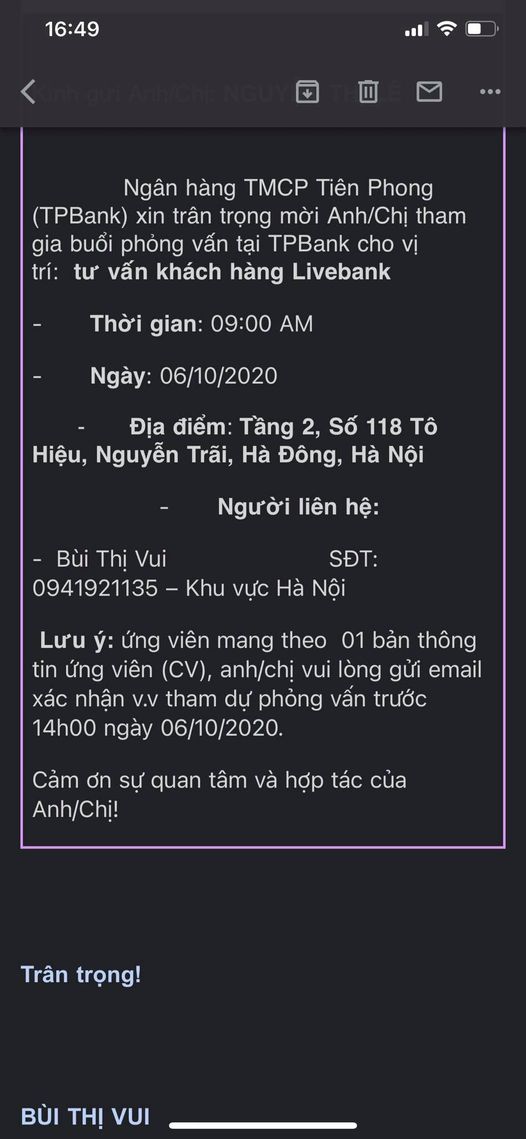 16:49
Kính gửi Anh/Chị: NGUYỄN THỊ LÊ
Ngân hàng TMCP Tiên Phong
(TPBank) xin trân trọng mời Anh/Chị tham
gia buổi phỏng vấn tại TPBank cho vị
trí: tư vấn khách hàng Livebank
- Thời gian: 09:00 AM
- Ngày: 06/10/2020
- Địa điểm: Tầng 2, Số 118 Tô
Hiệu, Nguyễn Trãi, Hà Đông, Hà Nội
- Người liên hệ:
- Bùi Thị Vui SĐT:
0941921135 – Khu vực Hà Nội
Lưu ý: ứng viên mang theo 01 bản thông
tin ứng viên (CV), anh/chị vui lòng gửi email
xác nhận v.v tham dự phỏng vấn trước
14h00 ngày 06/10/2020.
Cảm ơn sự quan tâm và hợp tác của
Anh/Chị!
Trân trọng!
BÙI THỊ VUI